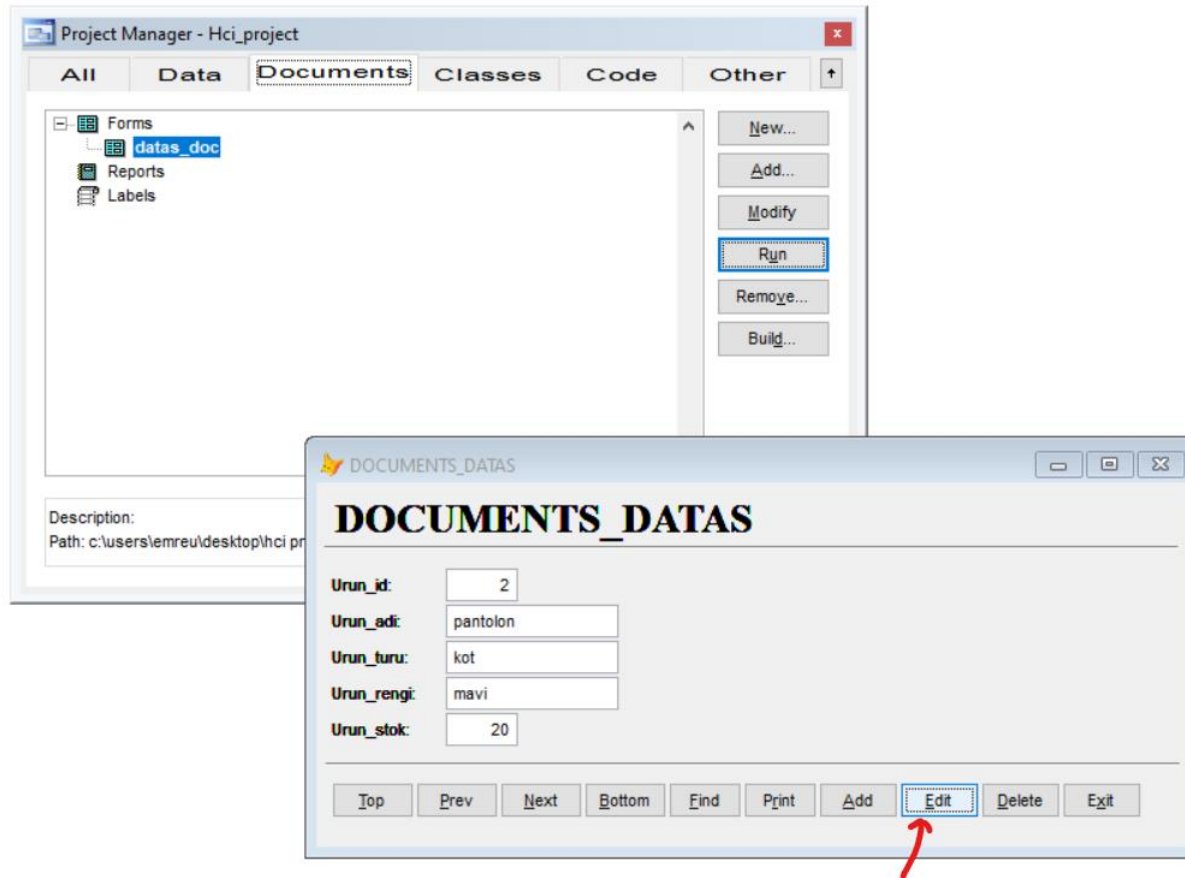 Project Manager - Hci_project
All Data Documents Classes Code Other
Forms
datas_doc
Reports
Labels
New...
Add...
Modify
Run
Remove...
Build...
Description:
Path: c:\users\emreu\desktop\hci
DOCUMENTS_DATAS
DOCUMENTS_DATAS
Urun_id: 2
Urun_adi: pantolon
Urun_turu: kot
Urun_rengi: mavi
Urun_stok: 20
Top Prev Next Bottom Find Print Add Edit Delete Exit